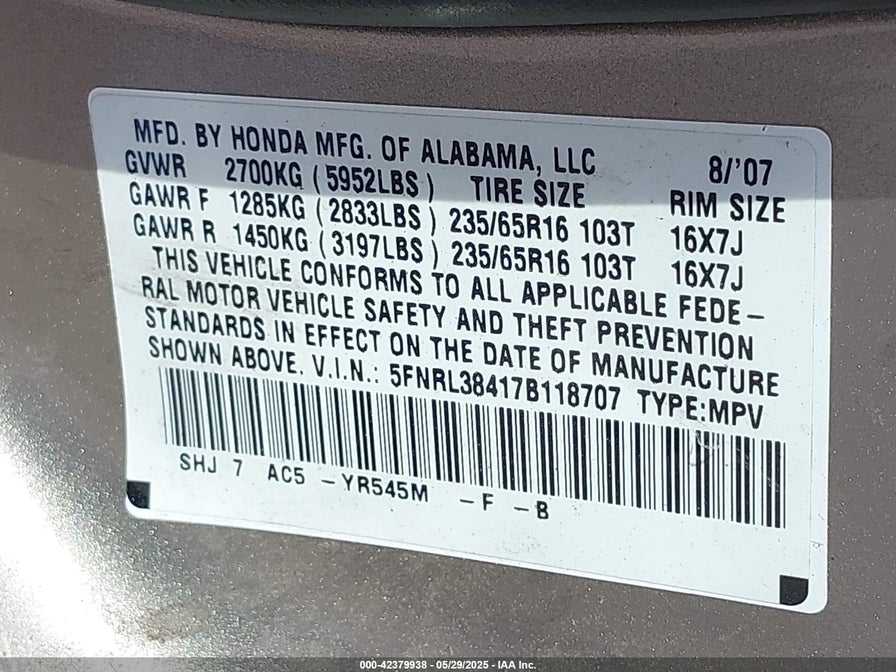 MFD. BY HONDA MFG. OF ALABAMA, LLC 8/'07
GVWR 2700KG (5952LBS) TIRE SIZE RIM SIZE
GAWR F 1285KG (2833LBS) 235/65R16 103T 16X7J
GAWR R 1450KG (3197LBS) 235/65R16 103T 16X7J
THIS VEHICLE CONFORMS TO ALL APPLICABLE FEDE-
RAL MOTOR VEHICLE SAFETY AND THEFT PREVENTION
STANDARDS IN EFFECT ON THE DATE OF MANUFACTURE
SHOWN ABOVE. V.I.N.: 5FNRL38417B118707 TYPE:MPV
SHJ 7 AC5 -YR545M -F -B
000-42379938 - 05/29/2025 - IAA Inc.